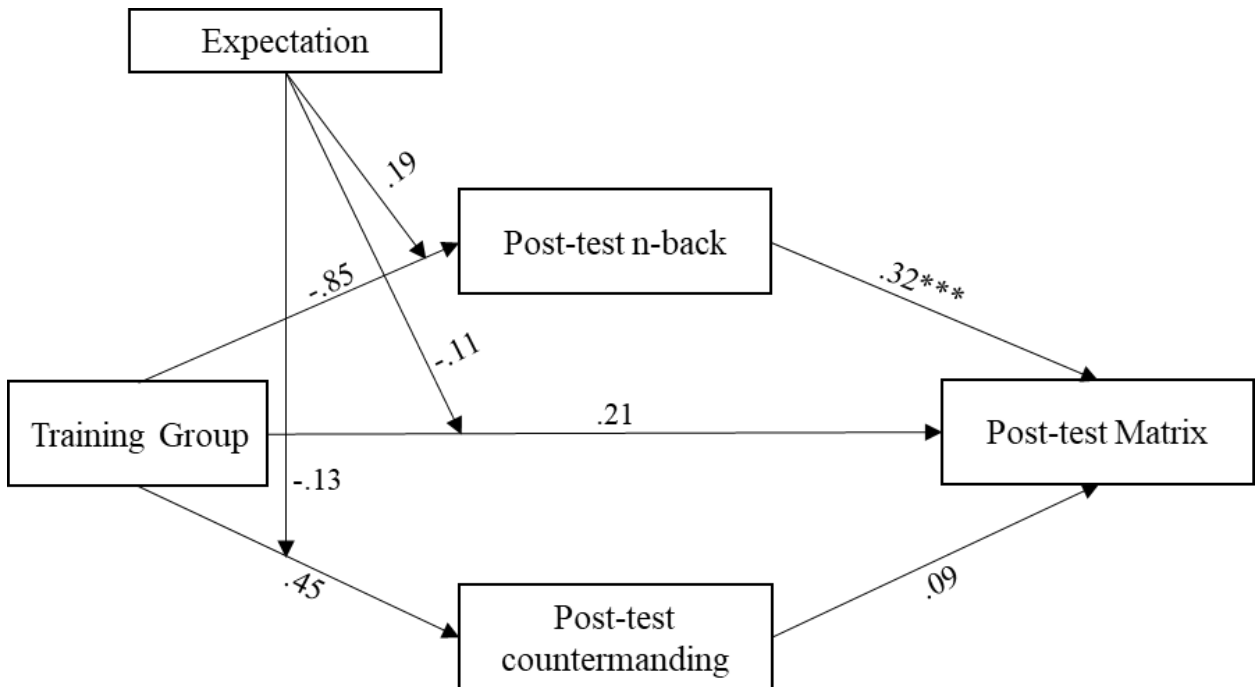 Expectation
.19
Post-test n-back
-.85
.32***
-.11
Training Group
.21
Post-test Matrix
-.13
.45
Post-test
countermanding
.09